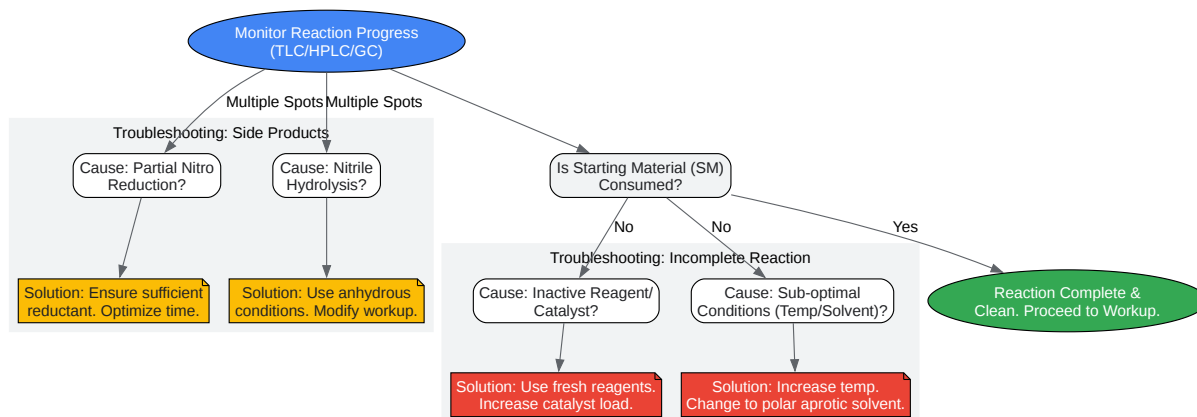 Monitor Reaction Progress
(TLC/HPLC/GC)
Multiple Spots
Multiple Spots
Troubleshooting: Side Products
Cause: Partial Nitro
Reduction?
Cause: Nitrile
Hydrolysis?
Is Starting Material (SM)
Consumed?
No
No
Yes
Troubleshooting: Incomplete Reaction
Solution: Ensure sufficient
reductant. Optimize time.
Solution: Use anhydrous
conditions. Modify workup.
Cause: Inactive Reagent/
Catalyst?
Cause: Sub-optimal
Conditions (Temp/Solvent)?
Reaction Complete &
Clean. Proceed to Workup.
Solution: Use fresh reagents.
Increase catalyst load.
Solution: Increase temp.
Change to polar aprotic solvent.